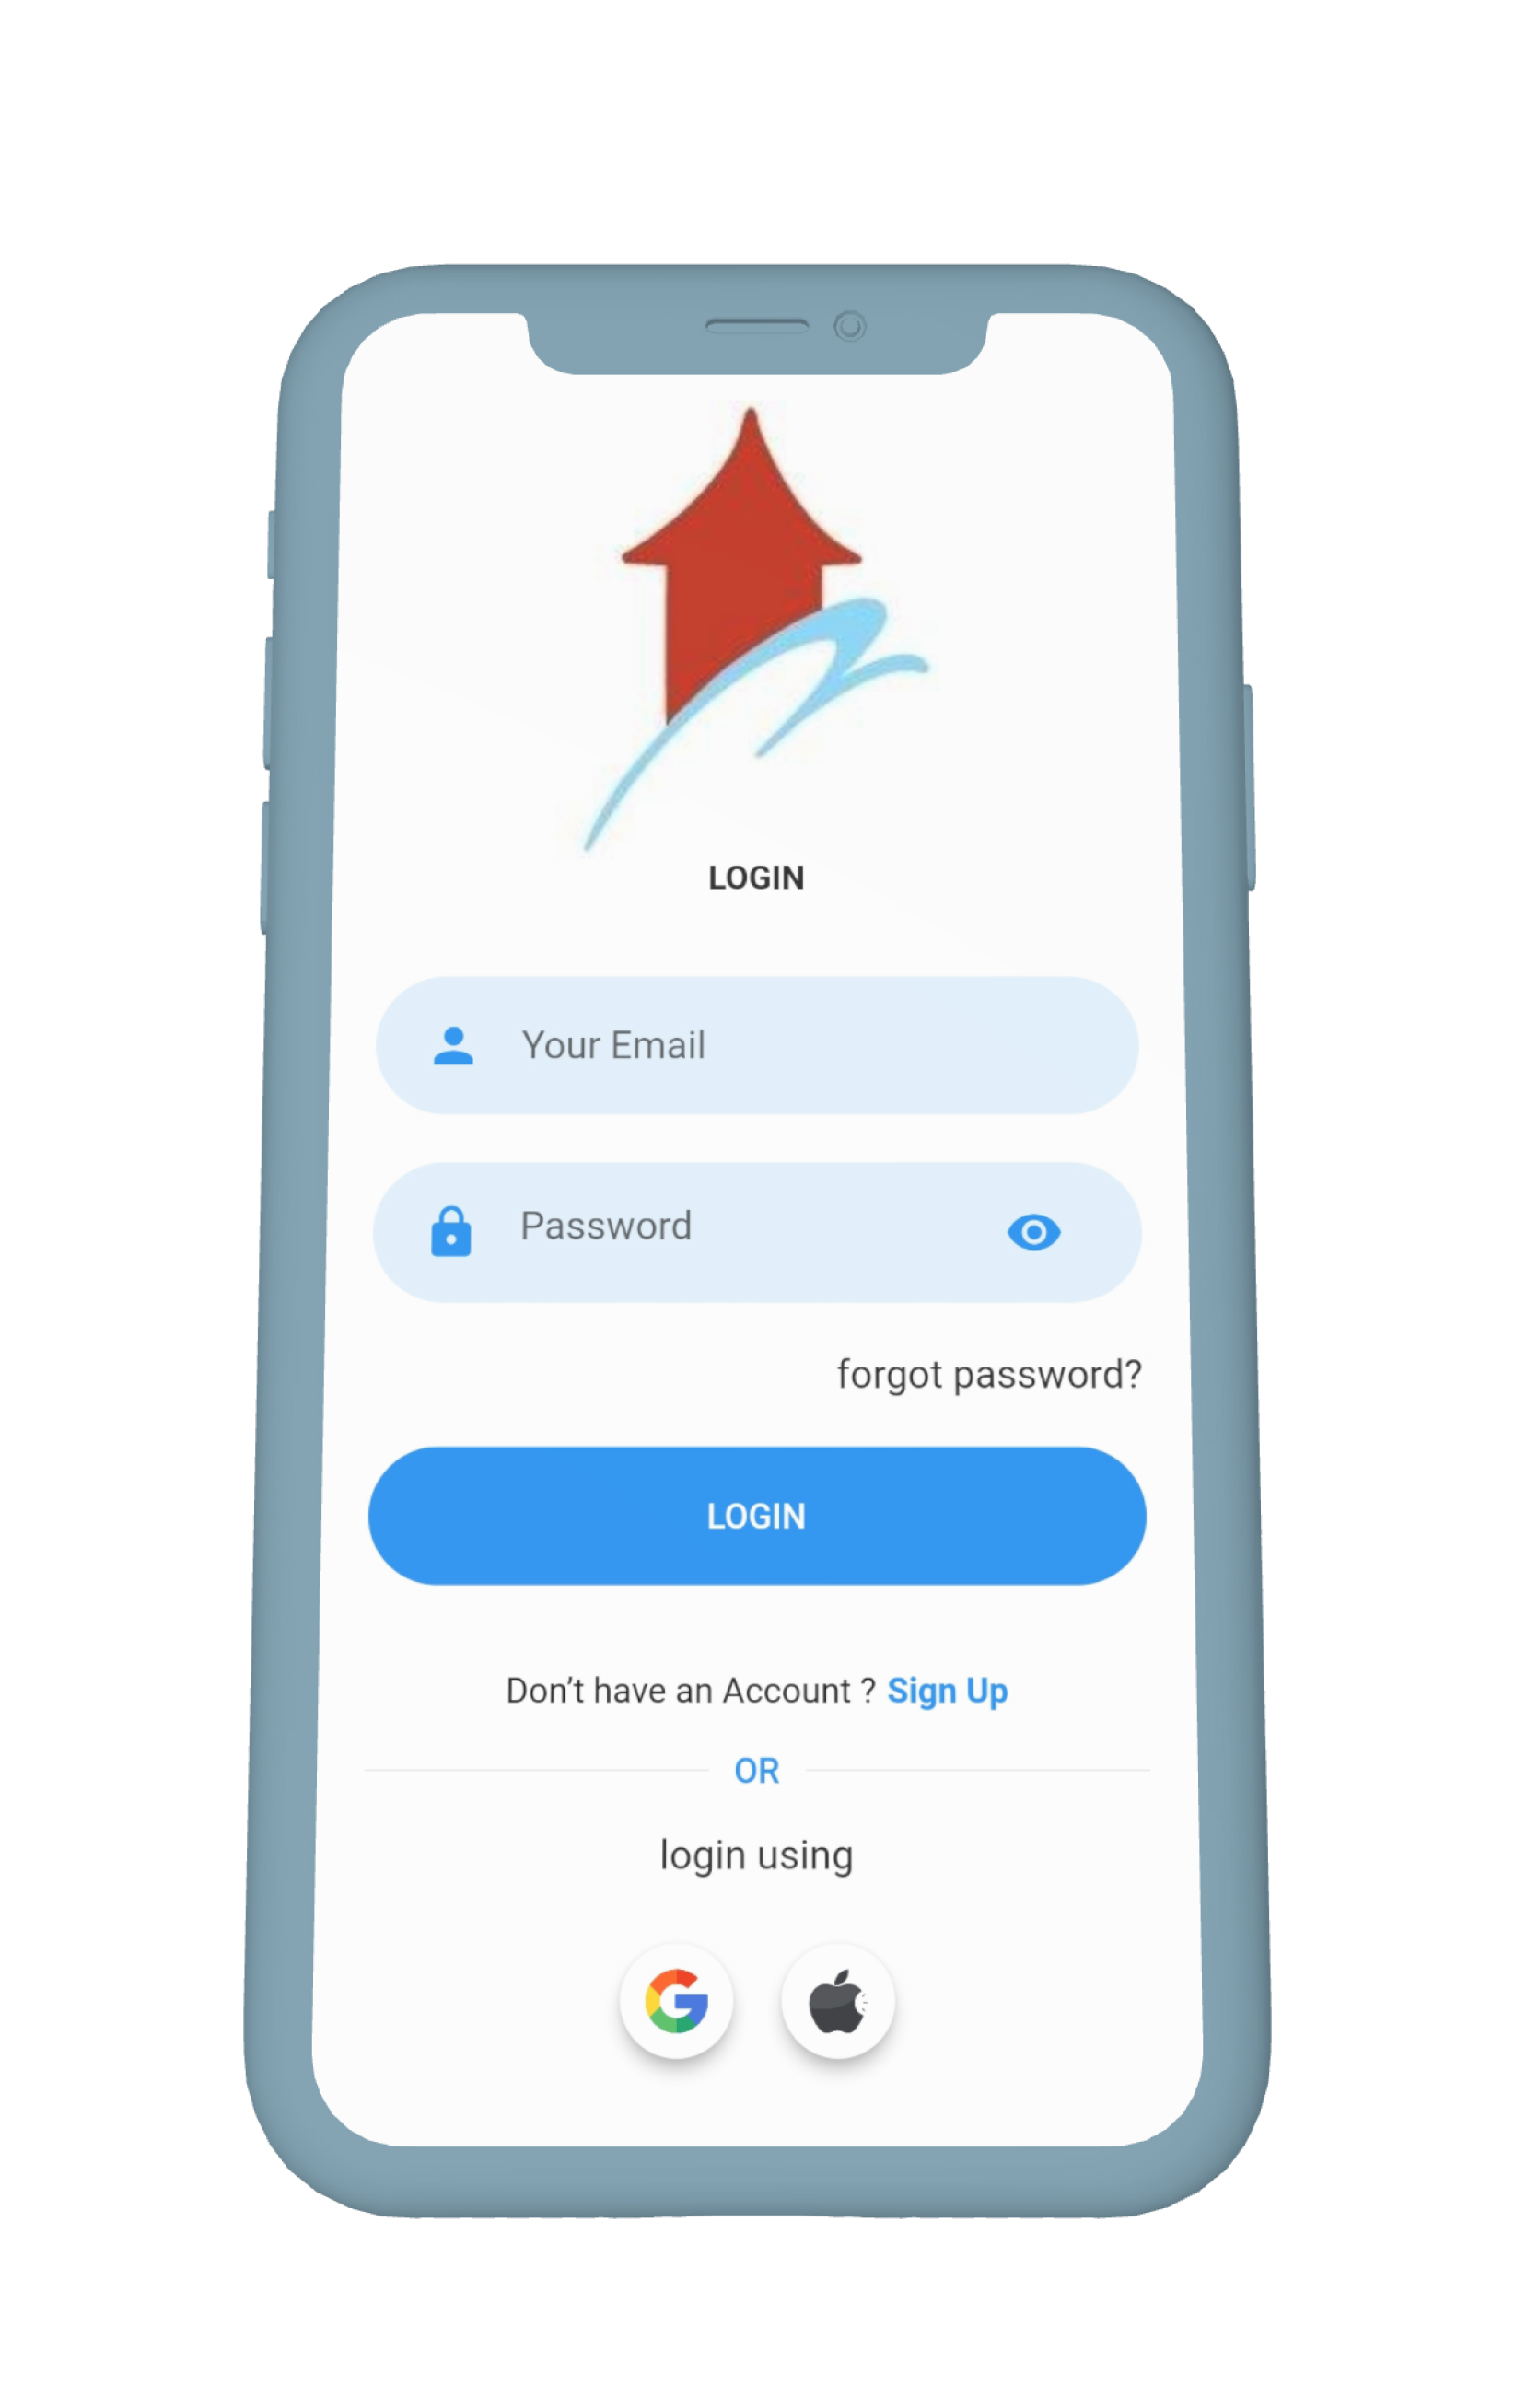 LOGIN
Your Email
Password
forgot password?
LOGIN
Don’t have an Account ? Sign Up
OR
login using